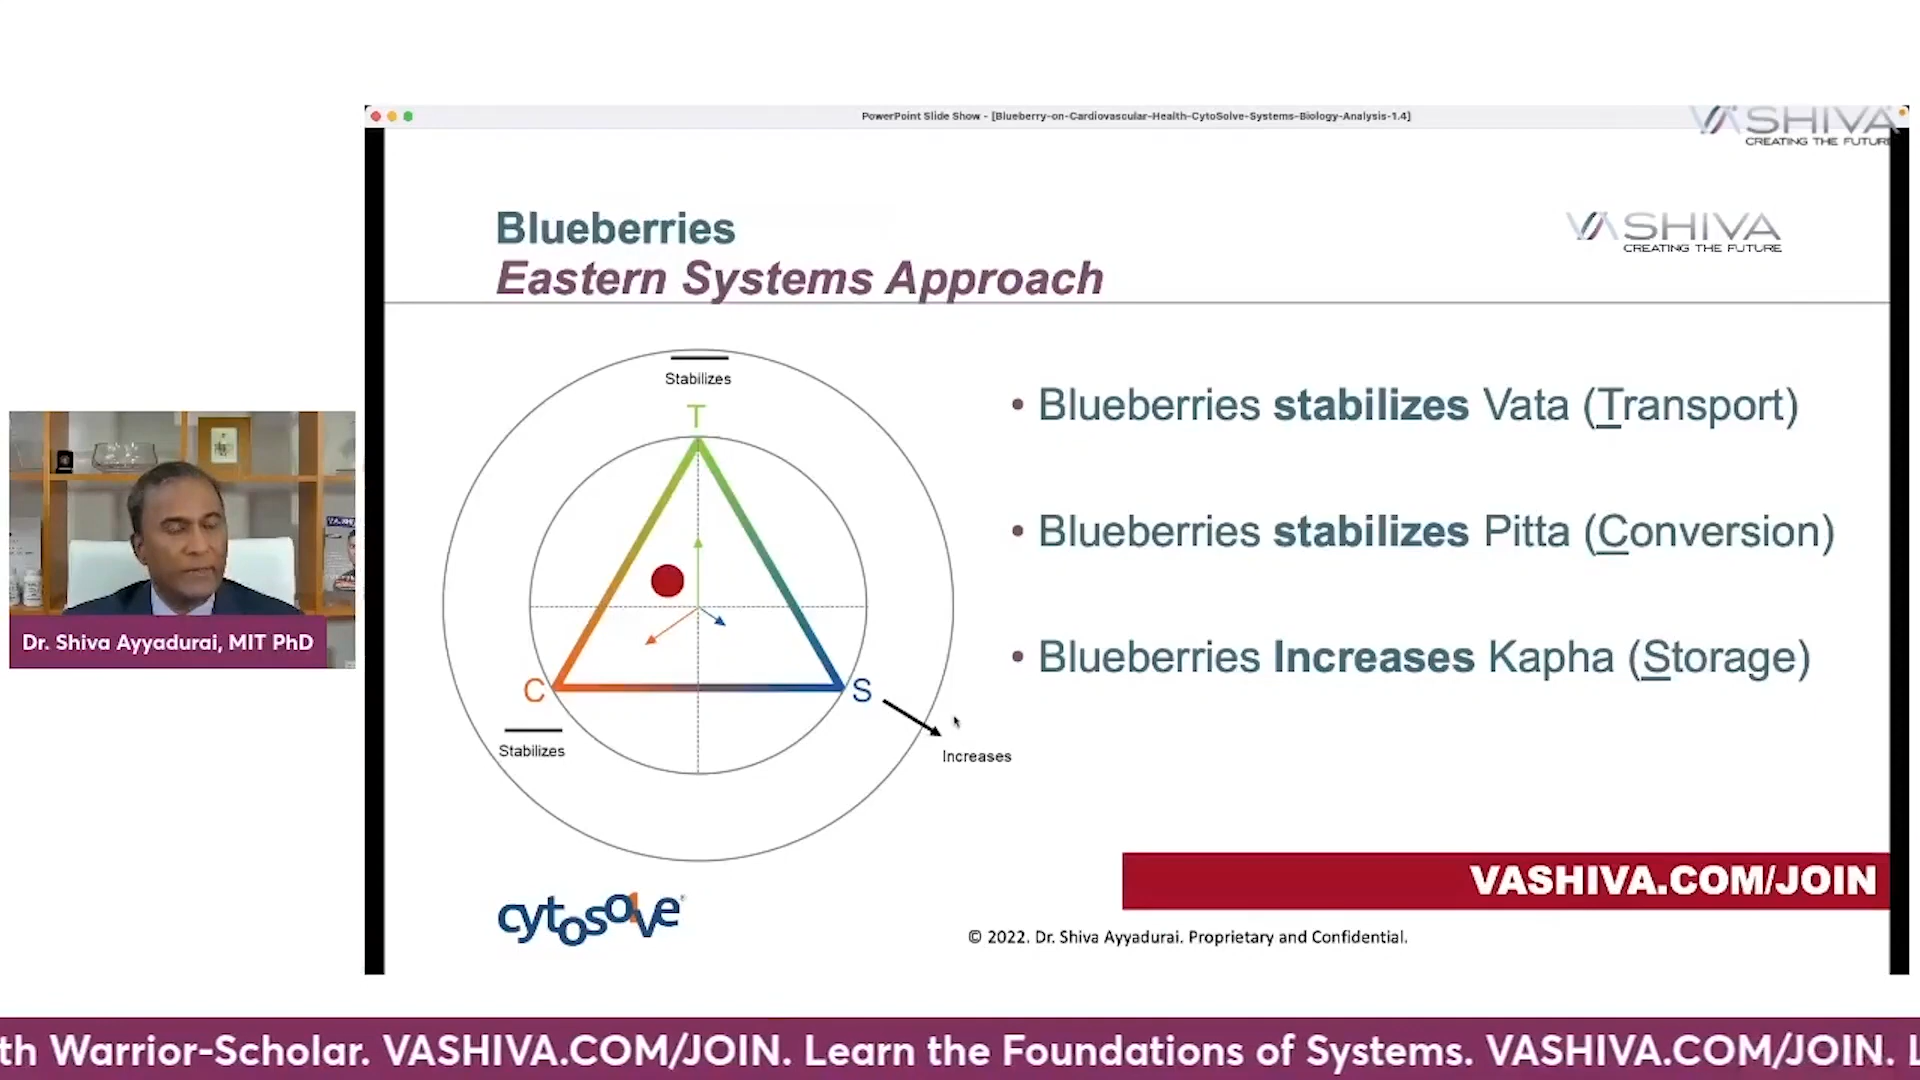 PowerPoint Slide Show - [Blueberry-on-Cardiovascular-Health-CytoSolve-Systems-Biology-Analysis-1.4]
VASHIVA
CREATING THE FUTURE
Blueberries
Eastern Systems Approach
VASHIVA
CREATING THE FUTURE
Stabilizes
T
C
S
Stabilizes
Increases
• Blueberries stabilizes Vata (Transport)
• Blueberries stabilizes Pitta (Conversion)
• Blueberries Increases Kapha (Storage)
Dr. Shiva Ayyadurai, MIT PhD
VASHIVA.COM/JOIN
cytosolve®
© 2022. Dr. Shiva Ayyadurai. Proprietary and Confidential.
th Warrior-Scholar. VASHIVA.COM/JOIN. Learn the Foundations of Systems. VASHIVA.COM/JOIN. L